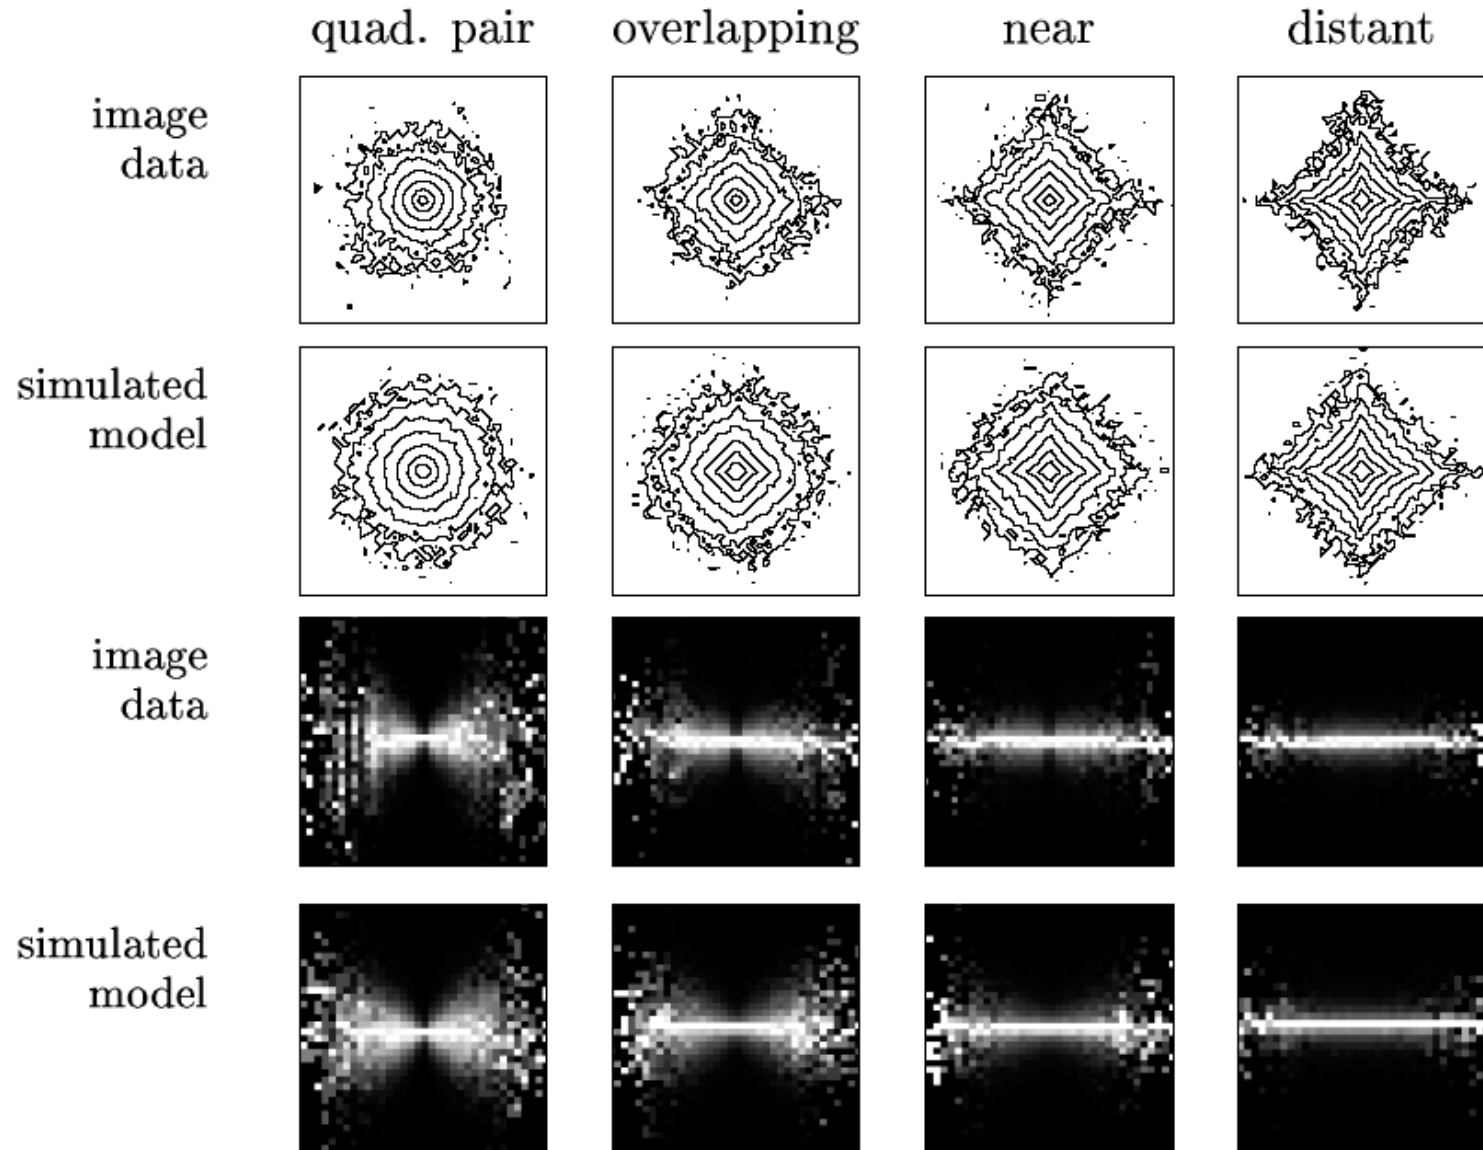 quad. pair overlapping near distant
image
data
simulated
model
image
data
simulated
model